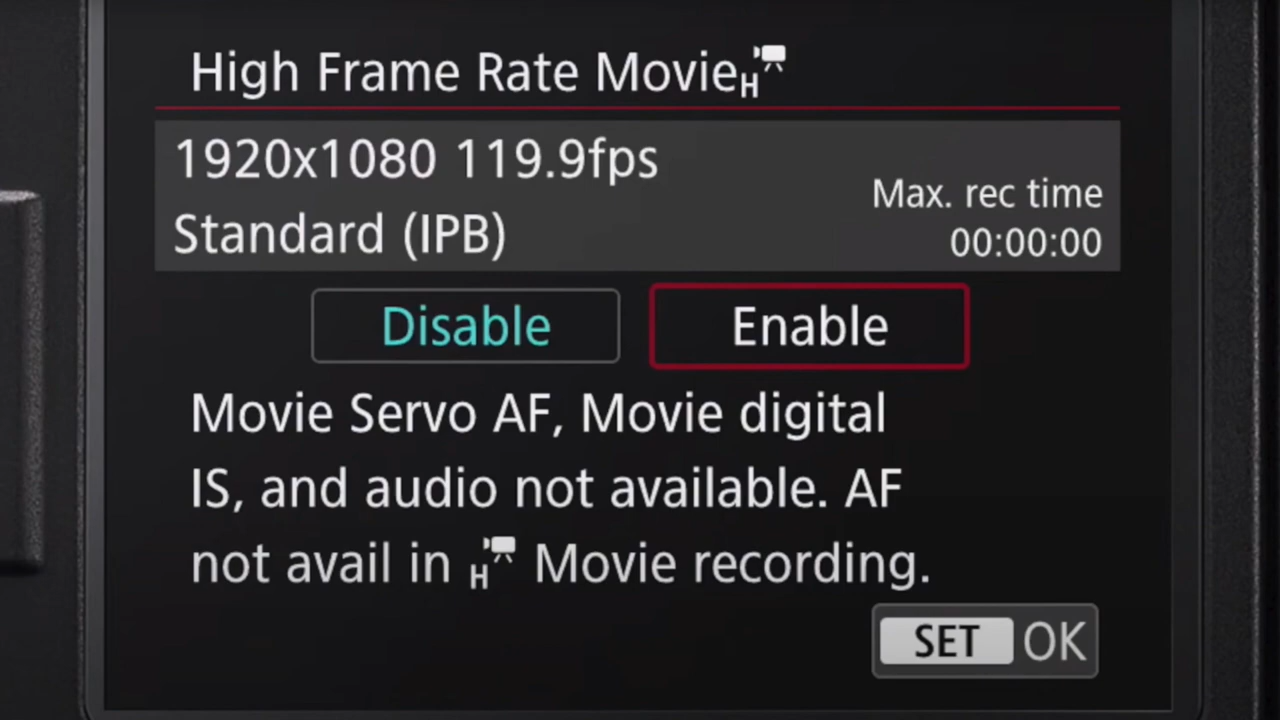 High Frame Rate MovieH
1920x1080 119.9fps
Standard (IPB)
Max. rec time
00:00:00
Disable
Enable
Movie Servo AF, Movie digital
IS, and audio not available. AF
not avail in H Movie recording.
SET OK